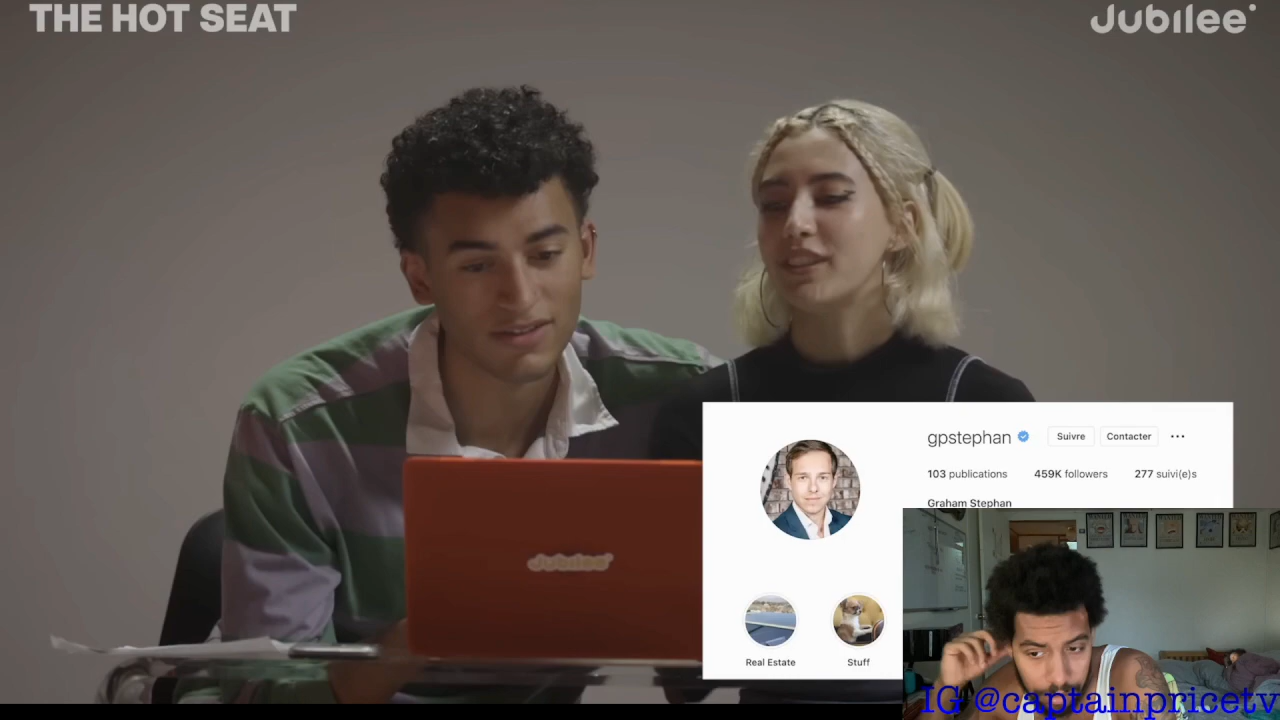 THE HOT SEAT
Jubilee
gpstephan
Suivre
Contacter
103 publications
459K followers
277 suivi(e)s
Graham Stephan
Jubilee
Real Estate
Stuff
IG @captainpricetv